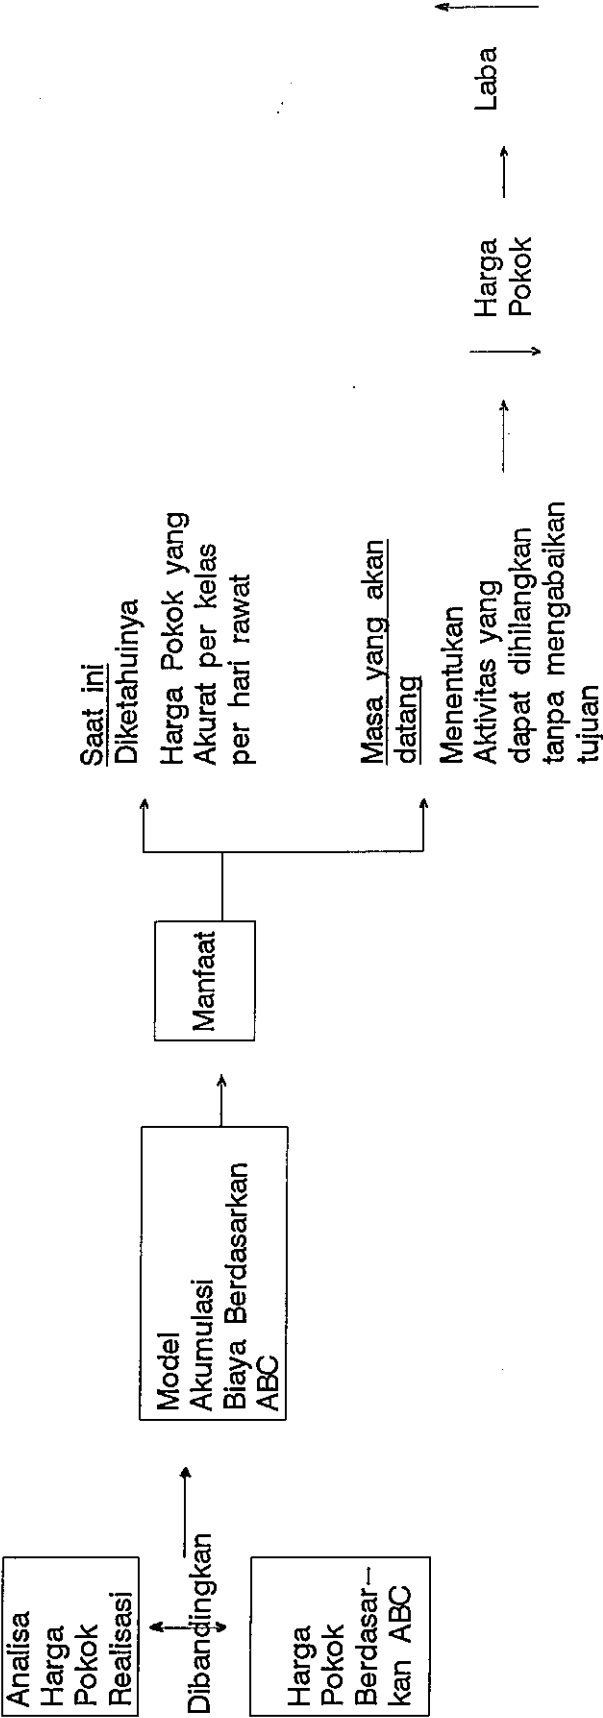 Analisa
Harga
Pokok
Realisasi
Dibandingkan
Harga
Pokok
Berdasar-
kan ABC
Model
Akumulasi
Biaya Berdasarkan
ABC
Manfaat
Saat ini
Diketahuinya
Harga Pokok yang
Akurat per kelas
per hari rawat
Masa yang akan
datang
Menentukan
Aktivitas yang
dapat dihilangkan
tanpa mengabaikan
tujuan
Harga
Pokok
Laba